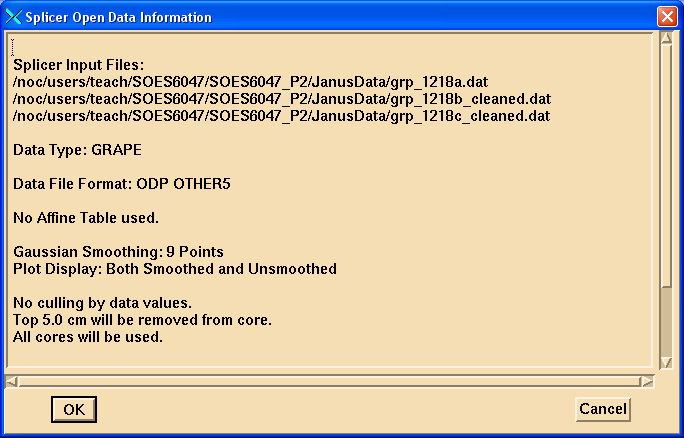 Splicer Open Data Information
Splicer Input Files:
/noc/users/teach/SOES6047/SOES6047_P2/JanusData/grp_1218a.dat
/noc/users/teach/SOES6047/SOES6047_P2/JanusData/grp_1218b_cleaned.dat
/noc/users/teach/SOES6047/SOES6047_P2/JanusData/grp_1218c_cleaned.dat
Data Type: GRAPE
Data File Format: ODP OTHER5
No Affine Table used.
Gaussian Smoothing: 9 Points
Plot Display: Both Smoothed and Unsmoothed
No culling by data values.
Top 5.0 cm will be removed from core.
All cores will be used.
OK
Cancel